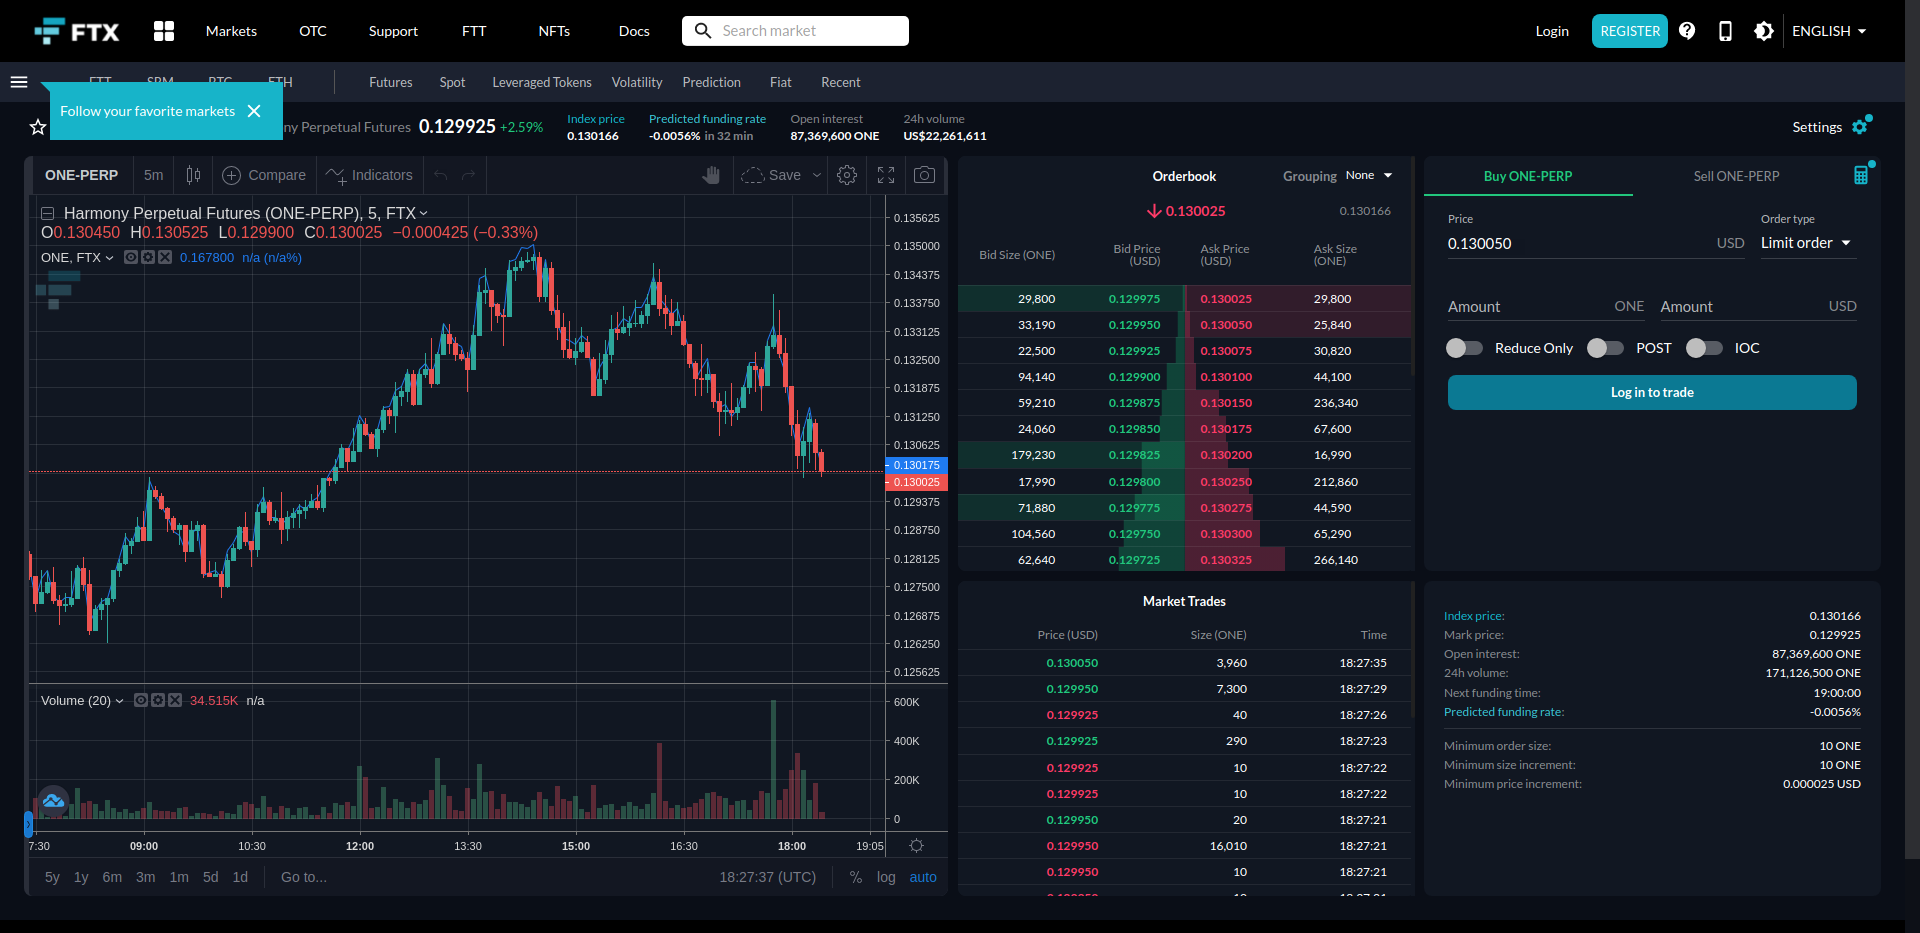 FTX Markets OTC Support FTT NFTs Docs Search market Login REGISTER ENGLISH
Futures Spot Leveraged Tokens Volatility Prediction Fiat Recent
Follow your favorite markets
Perpetual Futures 0.129925 +2.59%
Index price
0.130166
Predicted funding rate
-0.0056% in 32 min
Open interest
87,369,600 ONE
24h volume
US$22,261,611
Settings
ONE-PERP 5m Compare Indicators Save
Harmony Perpetual Futures (ONE-PERP), 5, FTX
O0.130450 H0.130525 L0.129900 C0.130025 −0.000425 (−0.33%)
ONE, FTX 0.167800 n/a (n/a%)
0.135625
0.135000
0.134375
0.133750
0.133125
0.132500
0.131875
0.131250
0.130625
0.130175
0.130025
0.129375
0.128750
0.128125
0.127500
0.126875
0.126250
0.125625
Volume (20) 34.515K n/a
600K
400K
200K
0
7:30 09:00 10:30 12:00 13:30 15:00 16:30 18:00 19:05
5y 1y 6m 3m 1m 5d 1d Go to... 18:27:37 (UTC) % log auto
Orderbook Grouping None
0.130025 0.130166
Bid Size (ONE) Bid Price (USD) Ask Price (USD) Ask Size (ONE)
29,800 0.129975 0.130025 29,800
33,190 0.129950 0.130050 25,840
22,500 0.129925 0.130075 30,820
94,140 0.129900 0.130100 44,100
59,210 0.129875 0.130150 236,340
24,060 0.129850 0.130175 67,600
179,230 0.129825 0.130200 16,990
17,990 0.129800 0.130250 212,860
71,880 0.129775 0.130275 44,590
104,560 0.129750 0.130300 65,290
62,640 0.129725 0.130325 266,140
Market Trades
Price (USD) Size (ONE) Time
0.130050 3,960 18:27:35
0.129950 7,300 18:27:29
0.129925 40 18:27:26
0.129925 290 18:27:23
0.129925 10 18:27:22
0.129925 10 18:27:22
0.129950 20 18:27:21
0.129950 16,010 18:27:21
0.129950 10 18:27:21
Buy ONE-PERP Sell ONE-PERP
Price Order type
0.130050 USD Limit order
Amount ONE Amount USD
Reduce Only POST IOC
Log in to trade
Index price: 0.130166
Mark price: 0.129925
Open interest: 87,369,600 ONE
24h volume: 171,126,500 ONE
Next funding time: 19:00:00
Predicted funding rate: -0.0056%
Minimum order size: 10 ONE
Minimum size increment: 10 ONE
Minimum price increment: 0.000025 USD